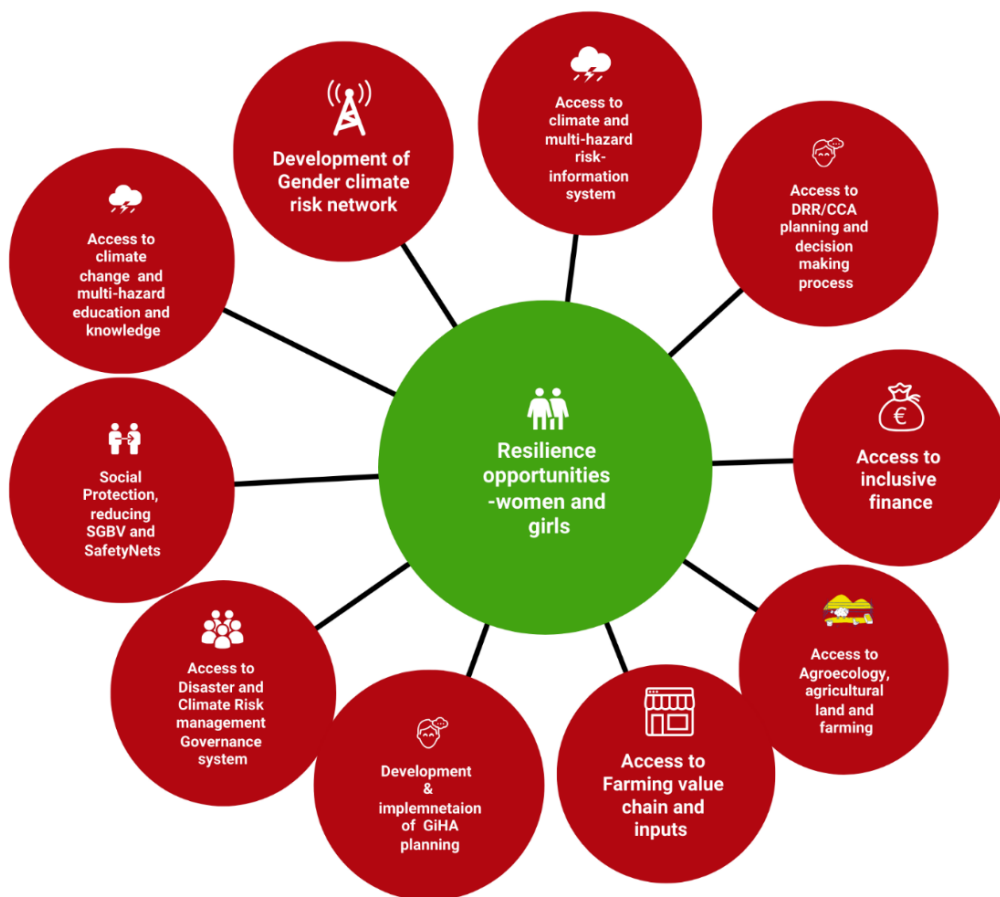 Access to
climate and
multi-hazard
risk-
information
system
Development of
Gender climate
risk network
Access to
DRR/CCA
planning and
decision
making
process
Access to
climate
change and
multi-hazard
education and
knowledge
Resilience
opportunities
-women and
girls
€
Access to
inclusive
finance
Social
Protection,
reducing
SGBV and
SafetyNets
Access to
Agroecology,
agricultural
land and
farming
Access to
Disaster and
Climate Risk
management
Governance
system
Access to
Farming value
chain and
inputs
Development
&
implemnetaion
of GiHA
planning